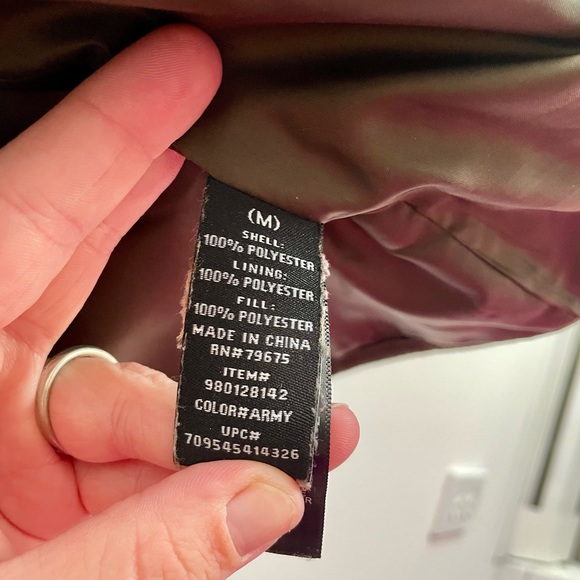 (M)
SHELL:
100% POLYESTER
LINING:
100% POLYESTER
FILL:
100% POLYESTER
MADE IN CHINA
RN#79675
ITEM#
980128142
COLOR#ARMY
UPC#
709545414326